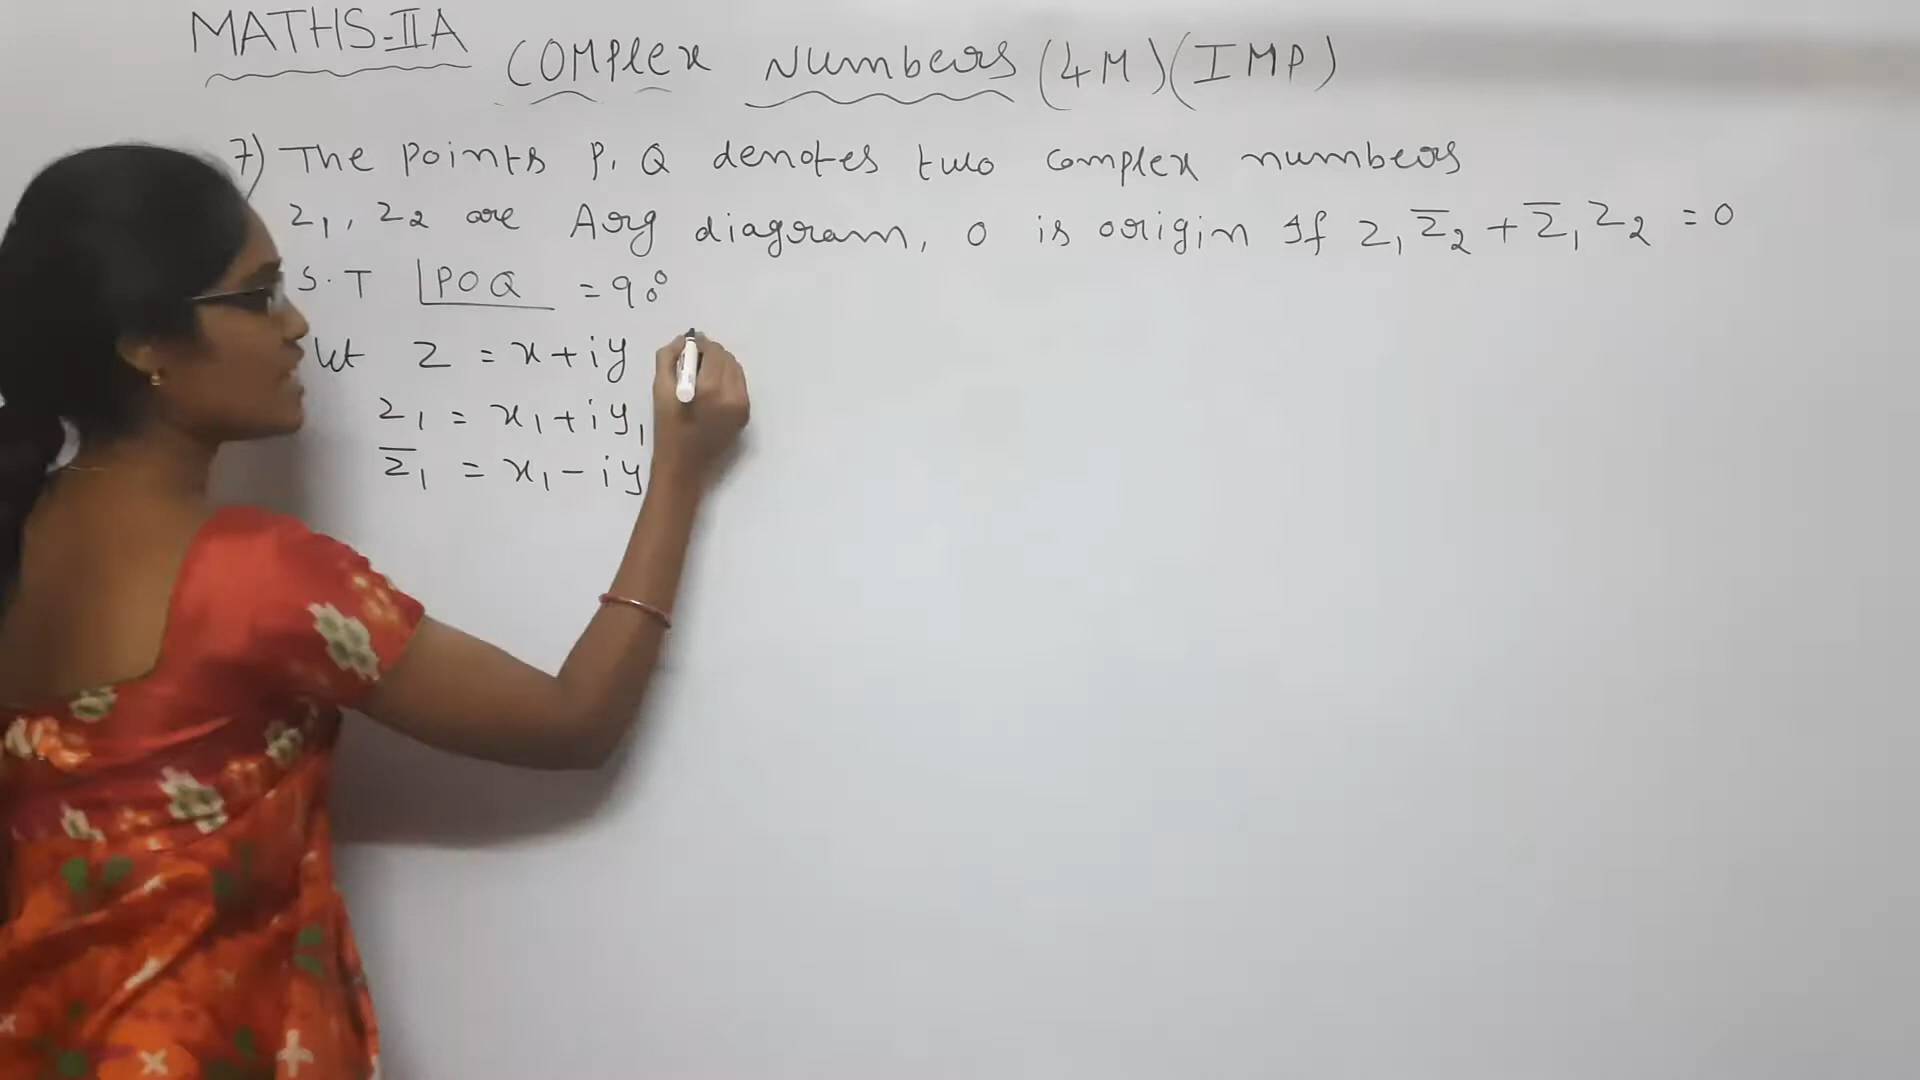 MATHS-IIA
COMPlex Numbers (4M) (IMP)
7) The points P, Q denotes two complex numbers
z₁, z₂ are Arg diagram, O is origin If z₁z̅₂ + z̅₁z₂ = 0
S.T ∠POQ = 90°
let z = x + iy
z₁ = x₁ + iy₁
z̅₁ = x₁ - iy